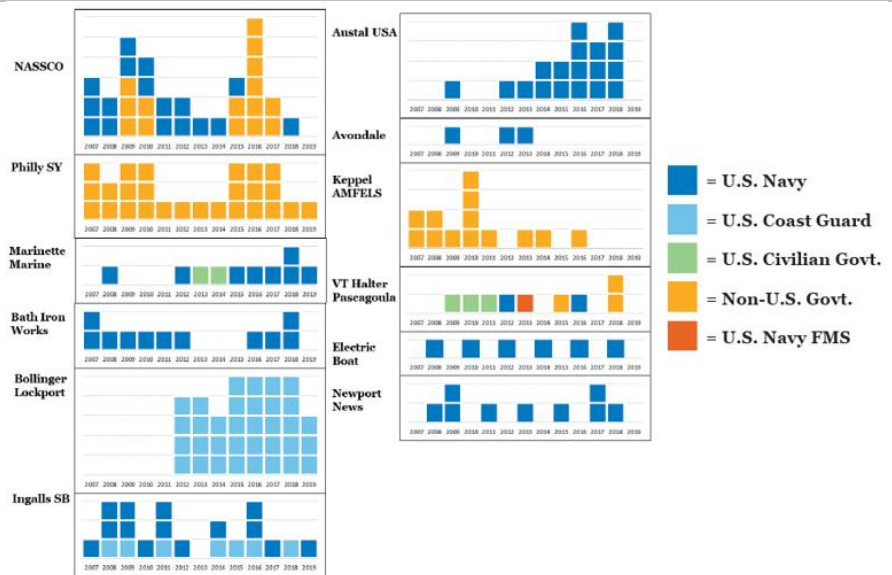 NASSCO
2007 2008 2009 2010 2011 2012 2013 2014 2015 2016 2017 2018 2019
Philly SY
2007 2008 2009 2010 2011 2012 2013 2014 2015 2016 2017 2018 2019
Marinette
Marine
2007 2008 2009 2010 2011 2012 2013 2014 2015 2016 2017 2018 2019
Bath Iron
Works
2007 2008 2009 2010 2011 2012 2013 2014 2015 2016 2017 2018 2019
Bollinger
Lockport
2007 2008 2009 2010 2011 2012 2013 2014 2015 2016 2017 2018 2019
Ingalls SB
2007 2008 2009 2010 2011 2012 2013 2014 2015 2016 2017 2018 2019
Austal USA
2007 2008 2009 2010 2011 2012 2013 2014 2015 2016 2017 2018 2019
Avondale
2007 2008 2009 2010 2011 2012 2013 2014 2015 2016 2017 2018 2019
Keppel
AMFELS
2007 2008 2009 2010 2011 2012 2013 2014 2015 2016 2017 2018 2019
VT Halter
Pascagoula
2007 2008 2009 2010 2011 2012 2013 2014 2015 2016 2017 2018 2019
Electric
Boat
2007 2008 2009 2010 2011 2012 2013 2014 2015 2016 2017 2018 2019
Newport
News
2007 2008 2009 2010 2011 2012 2013 2014 2015 2016 2017 2018 2019
= U.S. Navy
= U.S. Coast Guard
= U.S. Civilian Govt.
= Non-U.S. Govt.
= U.S. Navy FMS